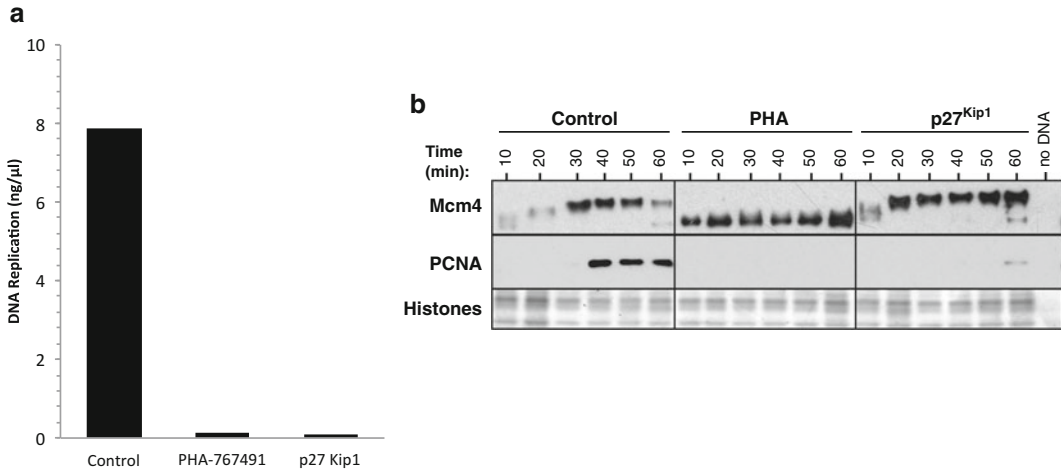 a
10
8
6
4
2
0
DNA Replication (ng/µl)
Control
PHA-767491
p27 Kip1
b
Control
PHA
p27Kip1
no DNA
Time (min):
10 20 30 40 50 60
10 20 30 40 50 60
10 20 30 40 50 60
Mcm4
PCNA
Histones